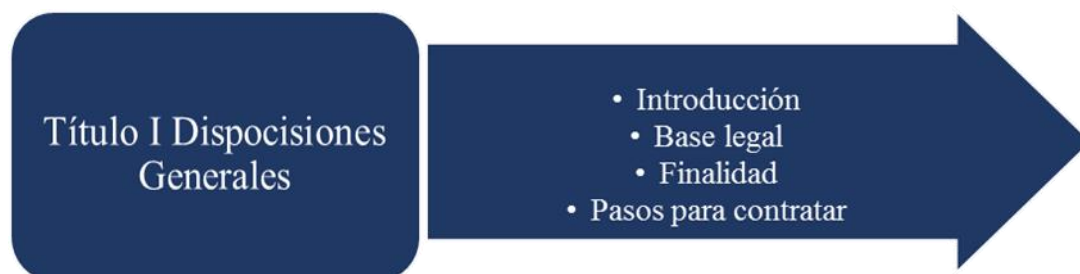 Título I Dispocisiones
Generales
• Introducción
• Base legal
• Finalidad
• Pasos para contratar